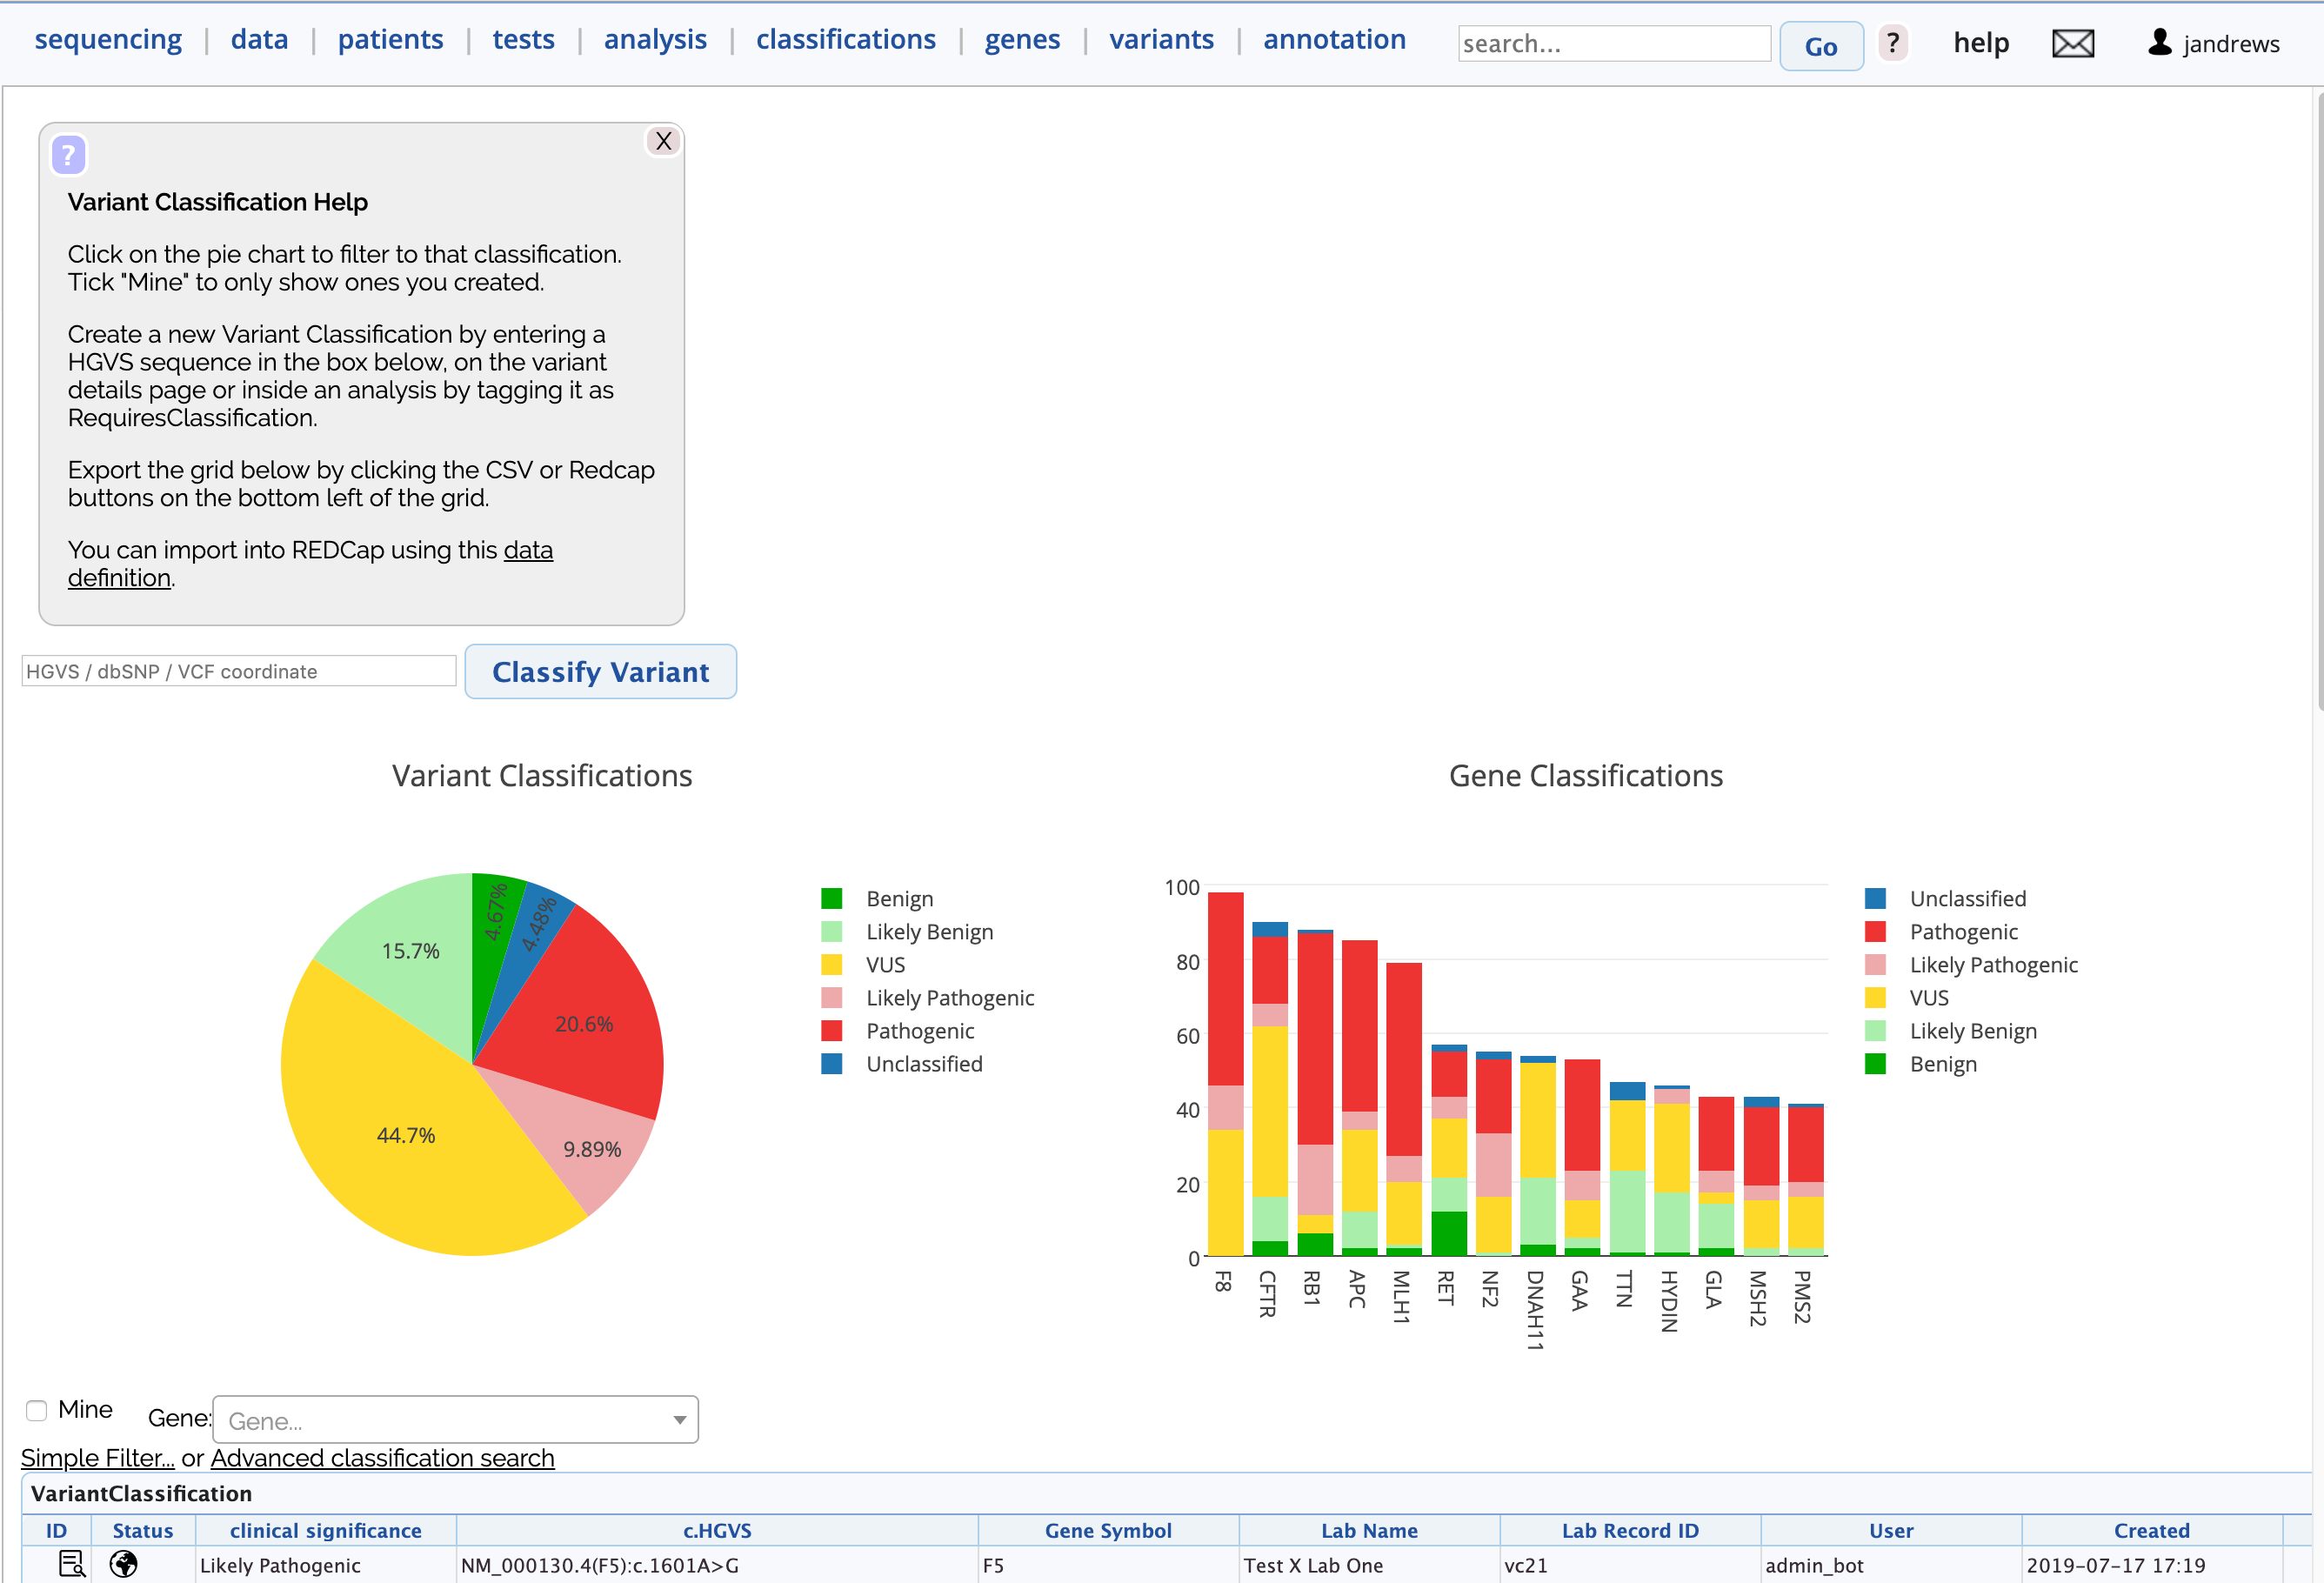 sequencing | data | patients | tests | analysis | classifications | genes | variants | annotation search... Go ? help jandrews
? X
Variant Classification Help
Click on the pie chart to filter to that classification.
Tick "Mine" to only show ones you created.
Create a new Variant Classification by entering a
HGVS sequence in the box below, on the variant
details page or inside an analysis by tagging it as
RequiresClassification.
Export the grid below by clicking the CSV or Redcap
buttons on the bottom left of the grid.
You can import into REDCap using this data
definition.
HGVS / dbSNP / VCF coordinate Classify Variant
Variant Classifications
4.67%
4.48%
15.7%
20.6%
44.7%
9.89%
Benign
Likely Benign
VUS
Likely Pathogenic
Pathogenic
Unclassified
Gene Classifications
100
80
60
40
20
0
F8
CFTR
RB1
APC
MLH1
RET
NF2
DNAH11
GAA
TTN
HYDIN
GLA
MSH2
PMS2
Unclassified
Pathogenic
Likely Pathogenic
VUS
Likely Benign
Benign
Mine Gene: Gene...
Simple Filter... or Advanced classification search
VariantClassification
ID Status clinical significance c.HGVS Gene Symbol Lab Name Lab Record ID User Created
Likely Pathogenic NM_000130.4(F5):c.1601A>G F5 Test X Lab One vc21 admin_bot 2019-07-17 17:19